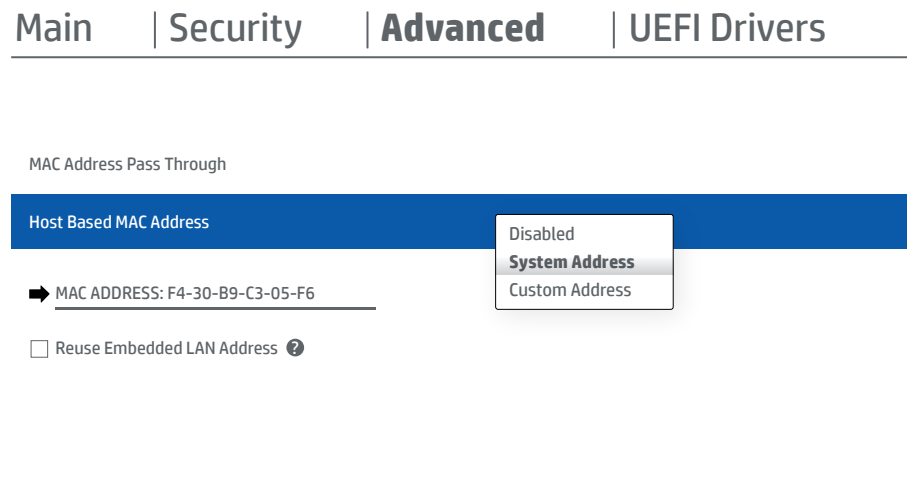 Main | Security | Advanced | UEFI Drivers
MAC Address Pass Through
Host Based MAC Address
Disabled
System Address
Custom Address
MAC ADDRESS: F4-30-B9-C3-05-F6
Reuse Embedded LAN Address ?